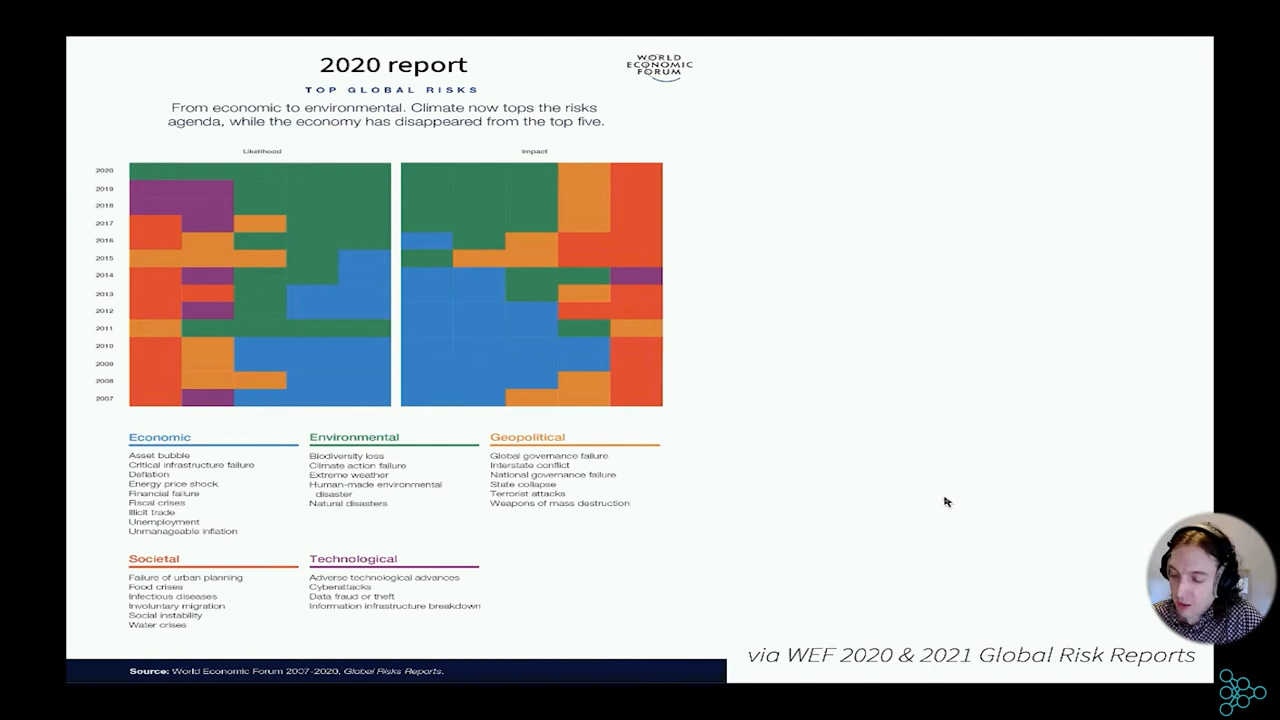 2020 report
WORLD
ECONOMIC
FORUM
TOP GLOBAL RISKS
From economic to environmental. Climate now tops the risks
agenda, while the economy has disappeared from the top five.
Likelihood
Impact
2020
2019
2018
2017
2016
2015
2014
2013
2012
2011
2010
2009
2008
2007
Economic
Asset bubble
Critical infrastructure failure
Deflation
Energy price shock
Financial failure
Fiscal crises
Illicit trade
Unemployment
Unmanageable inflation
Environmental
Biodiversity loss
Climate action failure
Extreme weather
Human-made environmental
disaster
Natural disasters
Geopolitical
Global governance failure
Interstate conflict
National governance failure
State collapse
Terrorist attacks
Weapons of mass destruction
Societal
Failure of urban planning
Food crises
Infectious diseases
Involuntary migration
Social instability
Water crises
Technological
Adverse technological advances
Cyberattacks
Data fraud or theft
Information infrastructure breakdown
Source: World Economic Forum 2007-2020, Global Risks Reports.
via WEF 2020 & 2021 Global Risk Reports